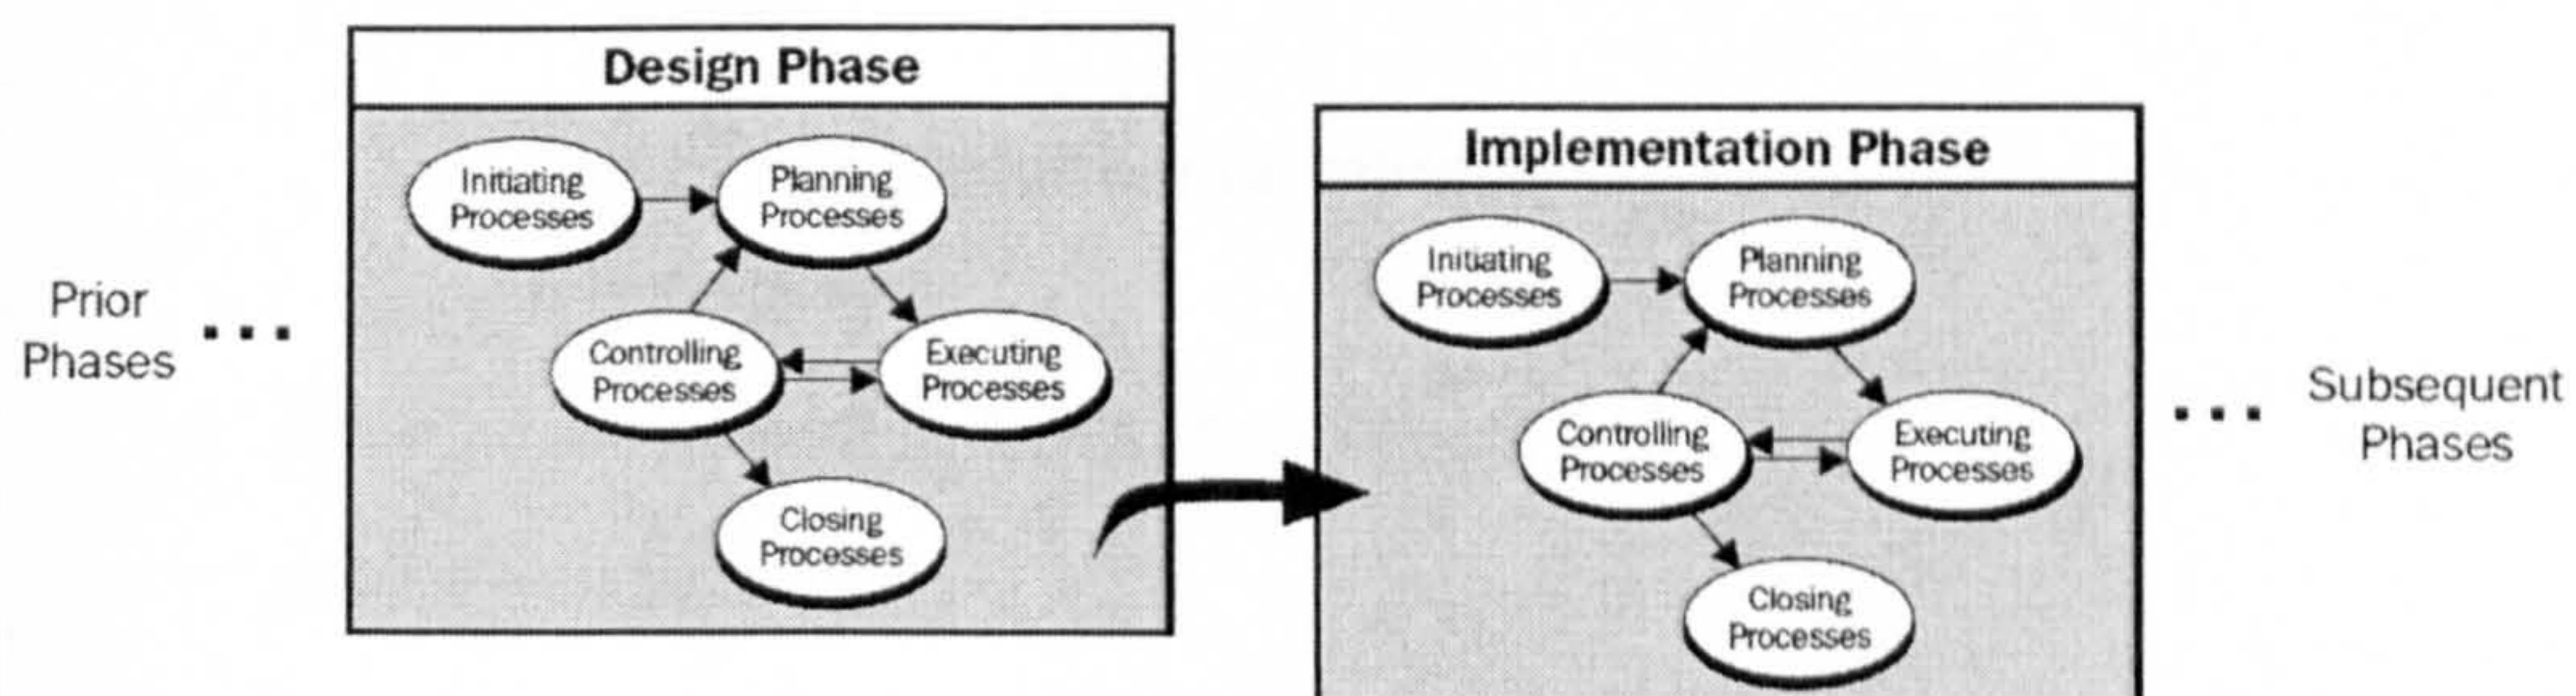 Prior
Phases
Design Phase
Initiating
Processes
Planning
Processes
Controlling
Processes
Executing
Processes
Closing
Processes
Implementation Phase
Initiating
Processes
Planning
Processes
Controlling
Processes
Executing
Processes
Closing
Processes
Subsequent
Phases